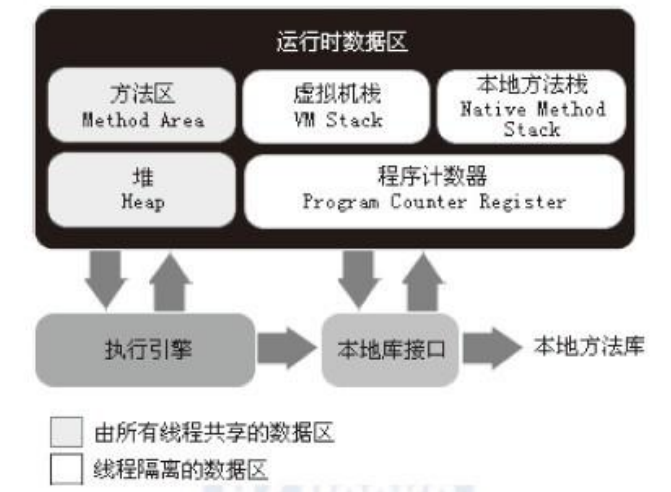 运行时数据区
方法区
Method Area
虚拟机栈
VM Stack
本地方法栈
Native Method
Stack
堆
Heap
程序计数器
Program Counter Register
执行引擎
本地库接口
本地方法库
由所有线程共享的数据区
线程隔离的数据区